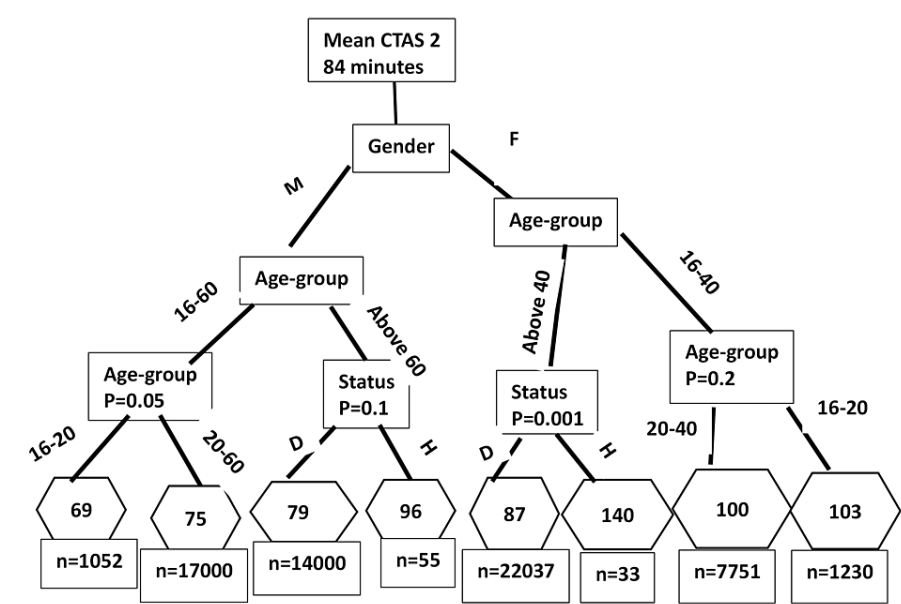 Mean CTAS 2
84 minutes
Gender
F
M
Age-group
Age-group
16-60
Above 60
Above 40
16-40
Age-group
P=0.05
Status
P=0.1
Status
P=0.001
Age-group
P=0.2
16-20
20-60
D
H
D
H
20-40
16-20
69
75
79
96
87
140
100
103
n=1052
n=17000
n=14000
n=55
n=22037
n=33
n=7751
n=1230